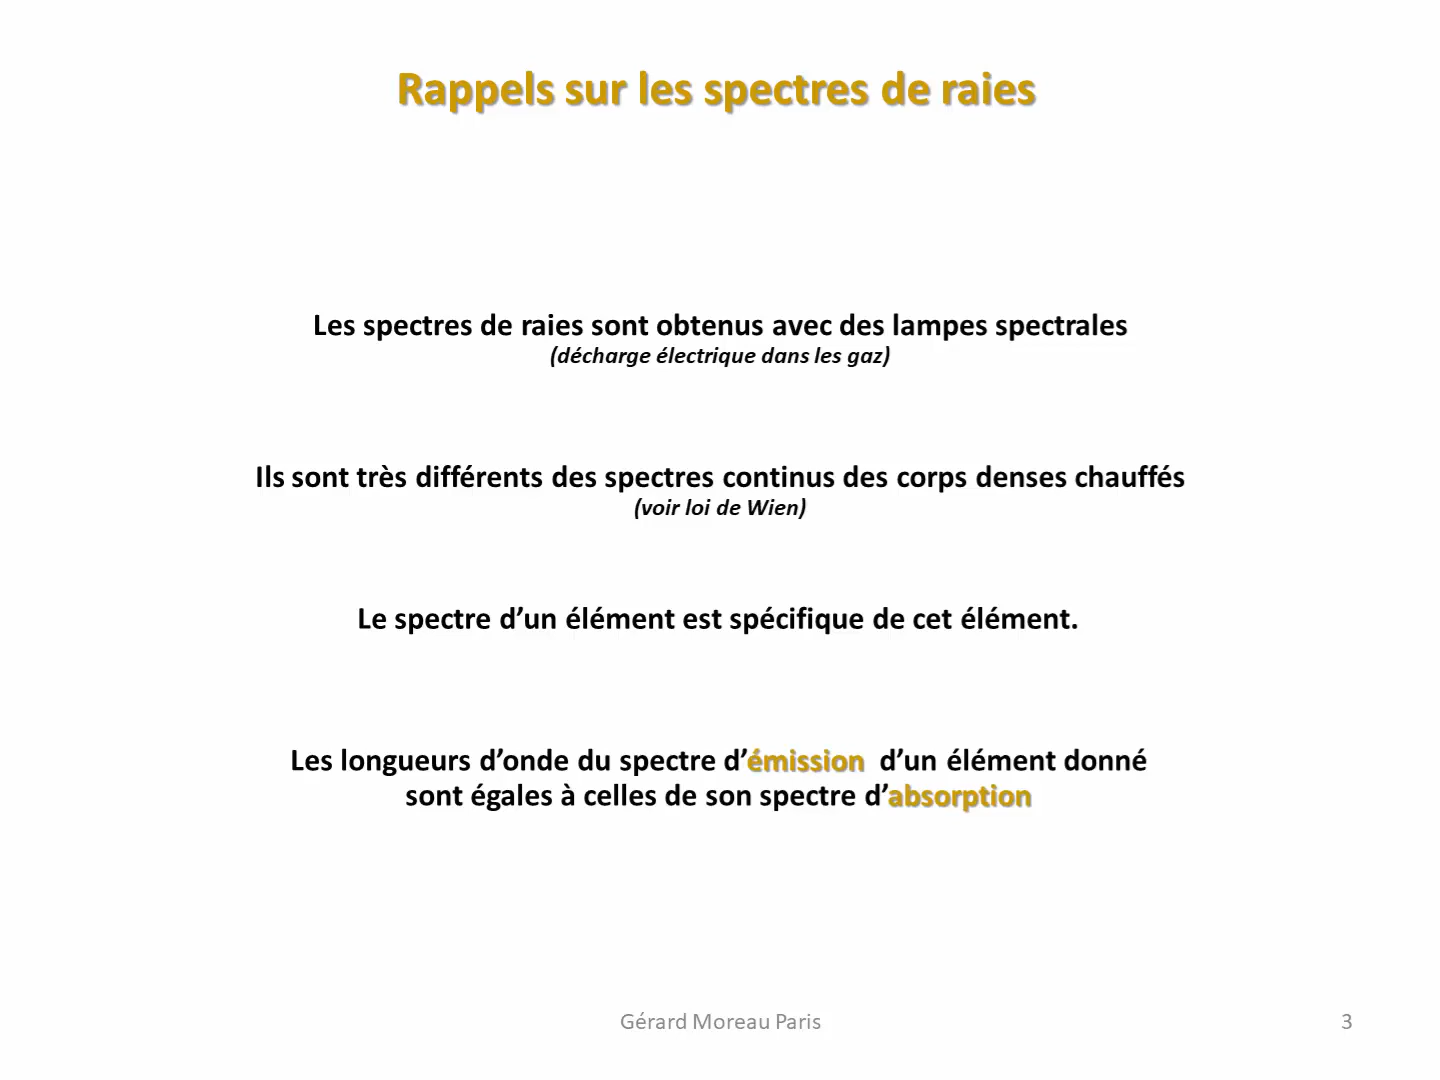 Rappels sur les spectres de raies
Les spectres de raies sont obtenus avec des lampes spectrales
(décharge électrique dans les gaz)
Ils sont très différents des spectres continus des corps denses chauffés
(voir loi de Wien)
Le spectre d’un élément est spécifique de cet élément.
Les longueurs d’onde du spectre d’émission d’un élément donné
sont égales à celles de son spectre d’absorption
Gérard Moreau Paris
3